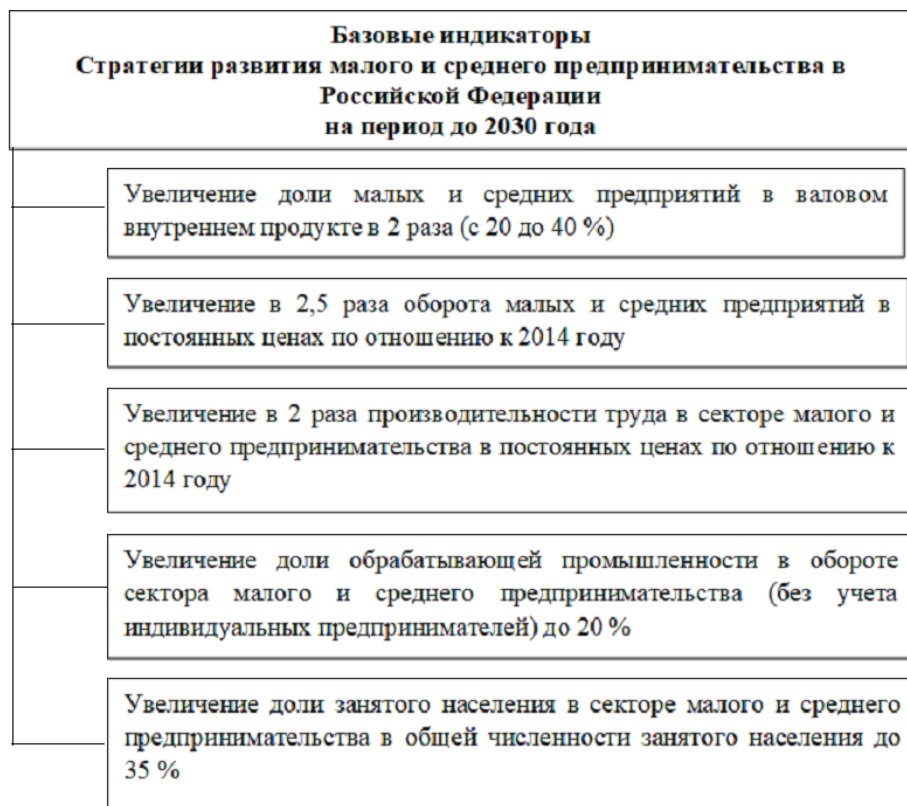 Базовые индикаторы
Стратегии развития малого и среднего предпринимательства в
Российской Федерации
на период до 2030 года
Увеличение доли малых и средних предприятий в валовом
внутреннем продукте в 2 раза (с 20 до 40 %)
Увеличение в 2,5 раза оборота малых и средних предприятий в
постоянных ценах по отношению к 2014 году
Увеличение в 2 раза производительности труда в секторе малого и
среднего предпринимательства в постоянных ценах по отношению к
2014 году
Увеличение доли обрабатывающей промышленности в обороте
сектора малого и среднего предпринимательства (без учета
индивидуальных предпринимателей) до 20 %
Увеличение доли занятого населения в секторе малого и среднего
предпринимательства в общей численности занятого населения до
35 %